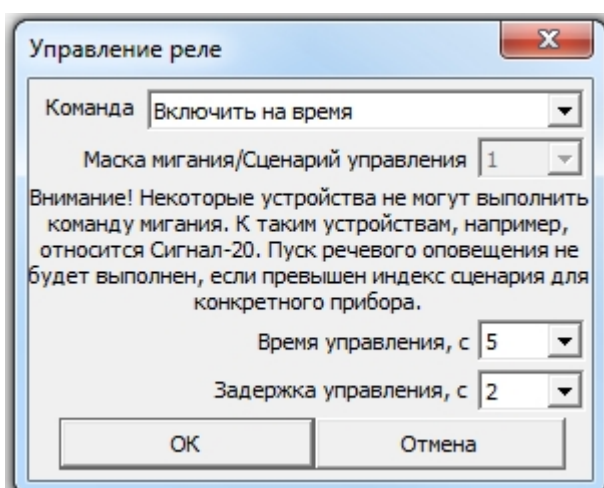 Управление реле
Команда Включить на время
Маска мигания/Сценарий управления 1
Внимание! Некоторые устройства не могут выполнить
команду мигания. К таким устройствам, например,
относится Сигнал-20. Пуск речевого оповещения не
будет выполнен, если превышен индекс сценария для
конкретного прибора.
Время управления, с 5
Задержка управления, с 2
ОК Отмена